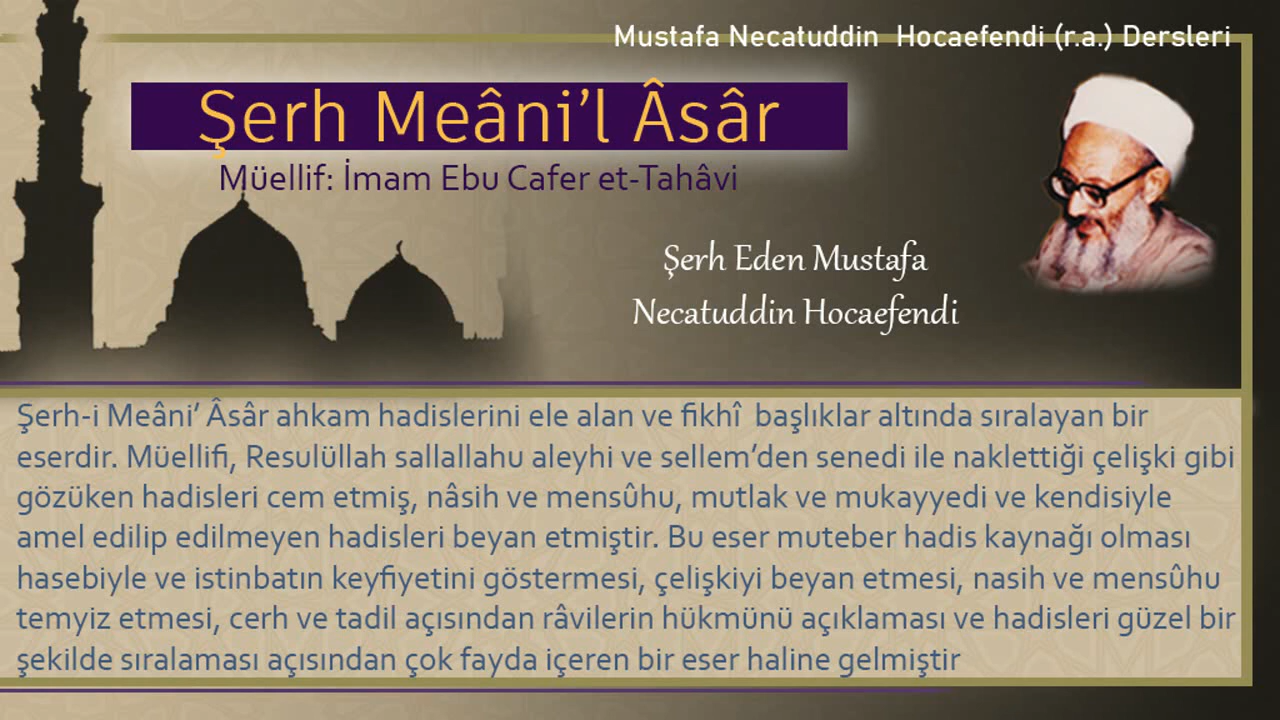 Mustafa Necatuddin Hocaefendi (r.a.) Dersleri
Şerh Meâni’l Âsâr
Müellif: İmam Ebu Cafer et-Tahâvi
Şerh Eden Mustafa
Necatuddin Hocaefendi
Şerh-i Meâni’ Âsâr ahkam hadislerini ele alan ve fikhî başlıklar altında sıralayan bir
eserdir. Müellifi, Resulüllah sallallahu aleyhi ve sellem’den senedi ile naklettiği çelişki gibi
gözüken hadisleri cem etmiş, nâsih ve mensûhu, mutlak ve mukayyedi ve kendisiyle
amel edilip edilmeyen hadisleri beyan etmiştir. Bu eser muteber hadis kaynağı olması
hasebiyle ve istinbatın keyfiyetini göstermesi, çelişkiyi beyan etmesi, nasih ve mensûhu
temyiz etmesi, cerh ve tadil açısından râvilerin hükmünü açıklaması ve hadisleri güzel bir
şekilde sıralaması açısından çok fayda içeren bir eser haline gelmiştir